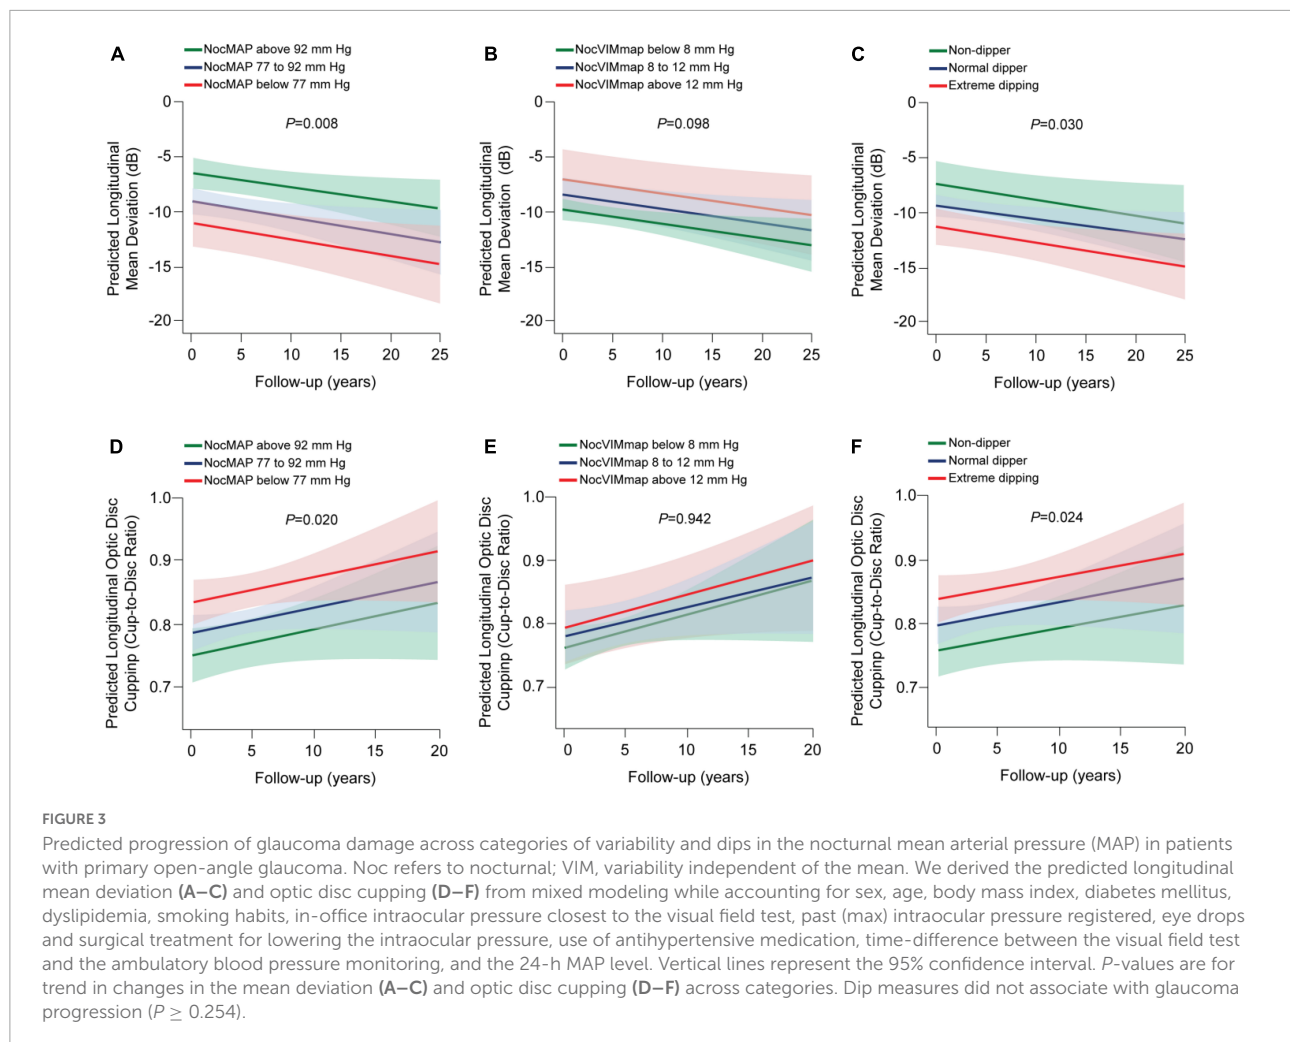 A
NocMAP above 92 mm Hg
NocMAP 77 to 92 mm Hg
NocMAP below 77 mm Hg
P=0.008
Predicted Longitudinal
Mean Deviation (dB)
0
-5
-10
-15
-20
0 5 10 15 20 25
Follow-up (years)
B
NocVIMmap below 8 mm Hg
NocVIMmap 8 to 12 mm Hg
NocVIMmap above 12 mm Hg
P=0.098
Predicted Longitudinal
Mean Deviation (dB)
0
-5
-10
-15
-20
0 5 10 15 20 25
Follow-up (years)
C
Non-dipper
Normal dipper
Extreme dipping
P=0.030
Predicted Longitudinal
Mean Deviation (dB)
0
-5
-10
-15
-20
0 5 10 15 20 25
Follow-up (years)
D
NocMAP above 92 mm Hg
NocMAP 77 to 92 mm Hg
NocMAP below 77 mm Hg
P=0.020
Predicted Longitudinal Optic Disc
Cuppinp (Cup-to-Disc Ratio)
1.0
0.9
0.8
0.7
0 5 10 15 20
Follow-up (years)
E
NocVIMmap below 8 mm Hg
NocVIMmap 8 to 12 mm Hg
NocVIMmap above 12 mm Hg
P=0.942
Predicted Longitudinal Optic Disc
Cuppinp (Cup-to-Disc Ratio)
1.0
0.9
0.8
0.7
0 5 10 15 20
Follow-up (years)
F
Non-dipper
Normal dipper
Extreme dipping
P=0.024
Predicted Longitudinal Optic Disc
Cuppinp (Cup-to-Disc Ratio)
1.0
0.9
0.8
0.7
0 5 10 15 20
Follow-up (years)
FIGURE 3
Predicted progression of glaucoma damage across categories of variability and dips in the nocturnal mean arterial pressure (MAP) in patients
with primary open-angle glaucoma. Noc refers to nocturnal; VIM, variability independent of the mean. We derived the predicted longitudinal
mean deviation (A–C) and optic disc cupping (D–F) from mixed modeling while accounting for sex, age, body mass index, diabetes mellitus,
dyslipidemia, smoking habits, in-office intraocular pressure closest to the visual field test, past (max) intraocular pressure registered, eye drops
and surgical treatment for lowering the intraocular pressure, use of antihypertensive medication, time-difference between the visual field test
and the ambulatory blood pressure monitoring, and the 24-h MAP level. Vertical lines represent the 95% confidence interval. P-values are for
trend in changes in the mean deviation (A–C) and optic disc cupping (D–F) across categories. Dip measures did not associate with glaucoma
progression (P ≥ 0.254).